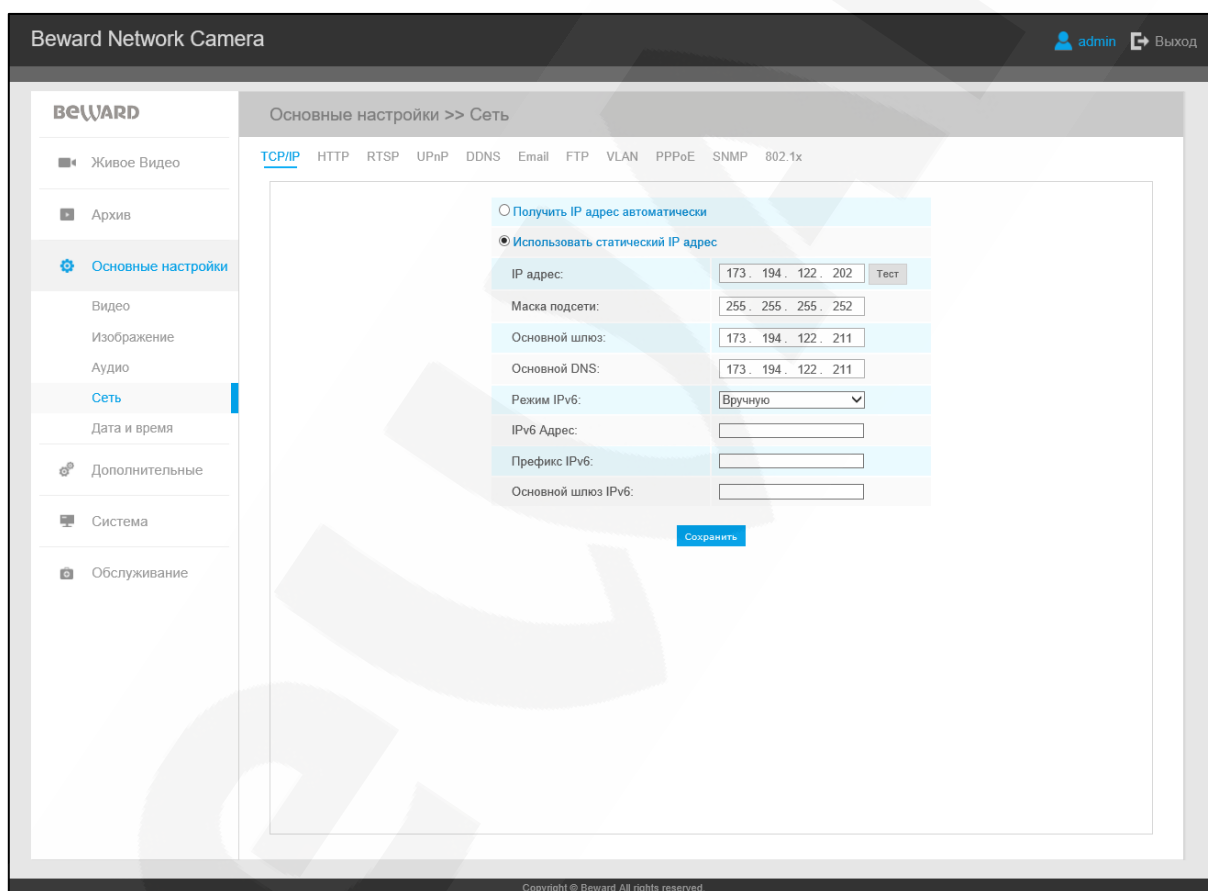 Beward Network Camera
admin Выход
BEWARD
Основные настройки >> Сеть
Живое Видео
Архив
Основные настройки
Видео
Изображение
Аудио
Сеть
Дата и время
Дополнительные
Система
Обслуживание
TCP/IP HTTP RTSP UPnP DDNS Email FTP VLAN PPPoE SNMP 802.1x
Получить IP адрес автоматически
Использовать статический IP адрес
IP адрес: 173 . 194 . 122 . 202 Тест
Маска подсети: 255 . 255 . 255 . 252
Основной шлюз: 173 . 194 . 122 . 211
Основной DNS: 173 . 194 . 122 . 211
Режим IPv6: Вручную
IPv6 Адрес:
Префикс IPv6:
Основной шлюз IPv6:
Сохранить
Copyright © Beward All rights reserved.